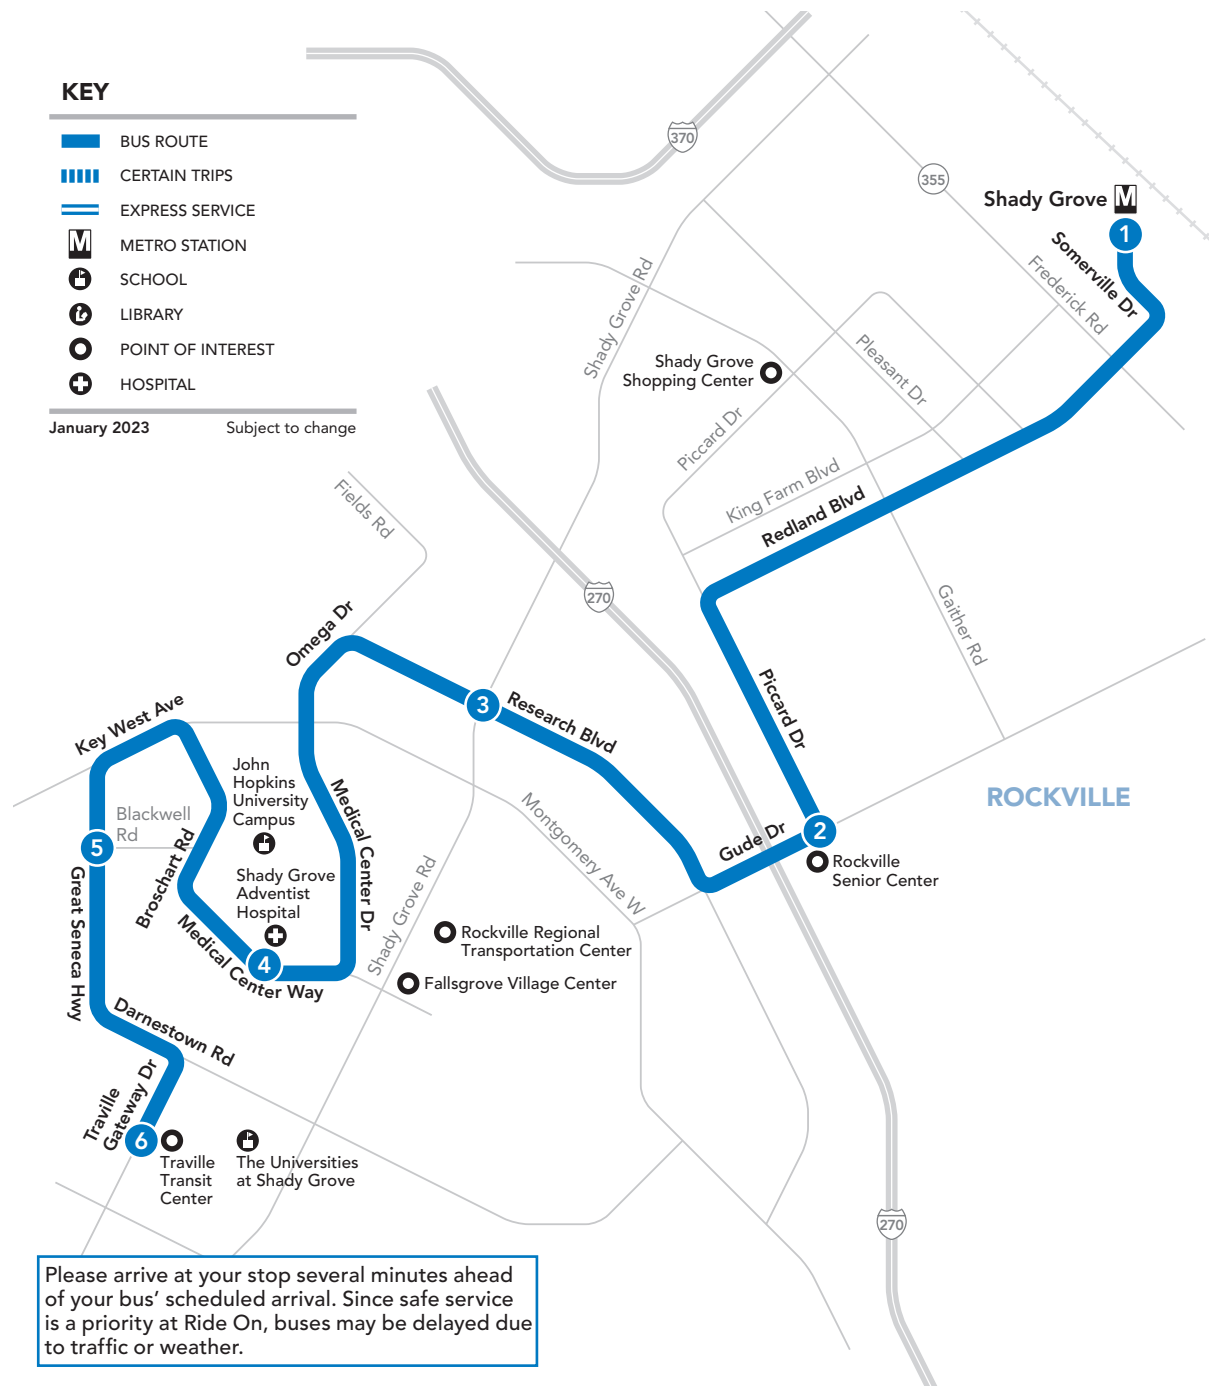 KEY
BUS ROUTE
CERTAIN TRIPS
EXPRESS SERVICE
M METRO STATION
SCHOOL
LIBRARY
POINT OF INTEREST
HOSPITAL
January 2023 Subject to change
370
355
Shady Grove M
1
Somerville Dr
Frederick Rd
Shady Grove Rd
Pleasant Dr
Shady Grove
Shopping Center
Piccard Dr
King Farm Blvd
Redland Blvd
Fields Rd
270
Gaither Rd
Omega Dr
Piccard Dr
3
Research Blvd
Key West Ave
John
Hopkins
University
Campus
Medical Center Dr
Montgomery Ave W
ROCKVILLE
Blackwell
Rd
5
Broschart Rd
Gude Dr
2
Rockville
Senior Center
Shady Grove
Adventist
Hospital
Great Seneca Hwy
Shady Grove Rd
Rockville Regional
Transportation Center
4
Medical Center Way
Fallsgrove Village Center
Darnestown Rd
Traville
Gateway Dr
6
Traville
Transit
Center
The Universities
at Shady Grove
270
Please arrive at your stop several minutes ahead
of your bus’ scheduled arrival. Since safe service
is a priority at Ride On, buses may be delayed due
to traffic or weather.